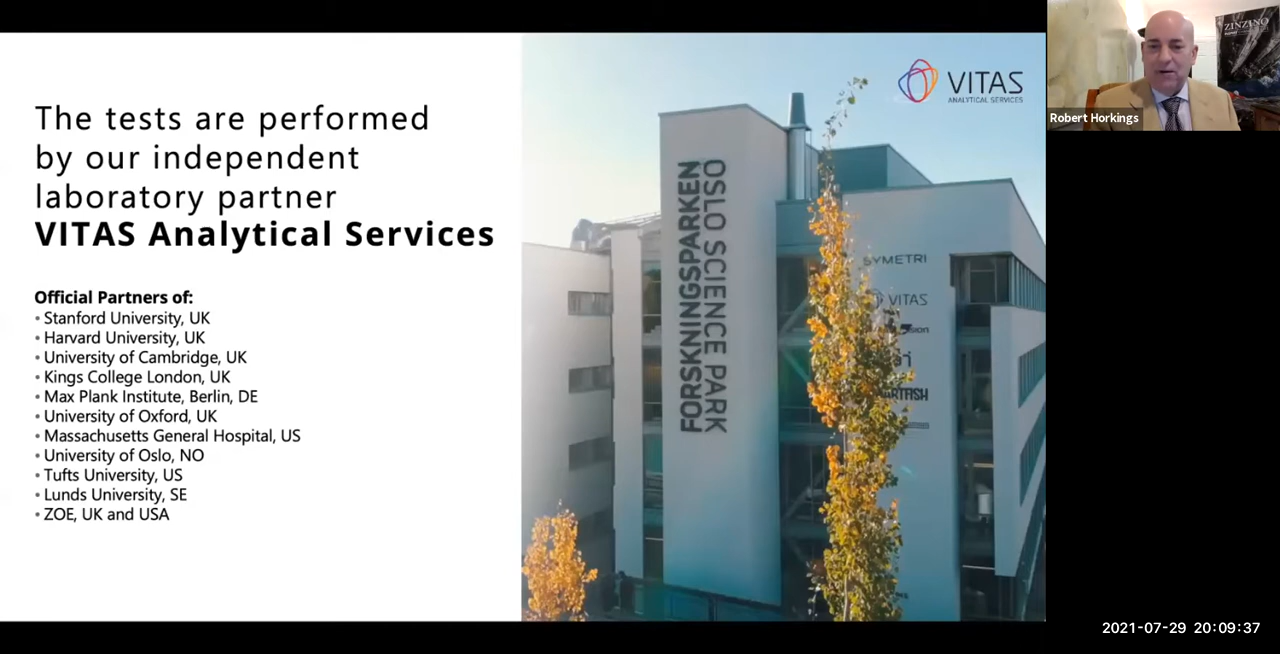 The tests are performed
by our independent
laboratory partner
VITAS Analytical Services
Official Partners of:
• Stanford University, UK
• Harvard University, UK
• University of Cambridge, UK
• Kings College London, UK
• Max Plank Institute, Berlin, DE
• University of Oxford, UK
• Massachusetts General Hospital, US
• University of Oslo, NO
• Tufts University, US
• Lunds University, SE
• ZOE, UK and USA
VITAS
ANALYTICAL SERVICES
FORSKNINGSPARKEN
OSLO SCIENCE PARK
SYMETRI
VITAS
ZINZINO
Robert Horkings
2021-07-29 20:09:37